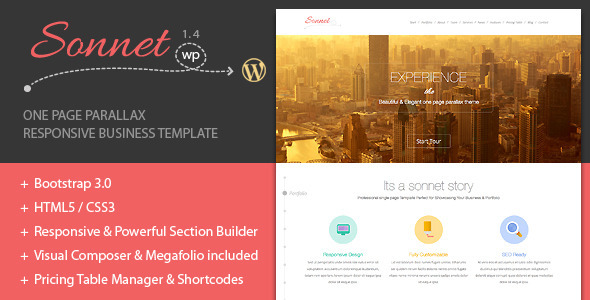 Sonnet 1.4
wp
ONE PAGE PARALLAX
RESPONSIVE BUSINESS TEMPLATE
+ Bootstrap 3.0
+ HTML5 / CSS3
+ Responsive & Powerful Section Builder
+ Visual Composer & Megafolio included
+ Pricing Table Manager & Shortcodes
Sonnet
EXPERIENCE
the
Beautiful & Elegant one page parallax theme
Start Tour
Its a sonnet story
Professional single page Template Perfect for Showcasing Your Business & Portfolio.
Portfolio
Responsive Design
Fully Customizable
SEO Ready